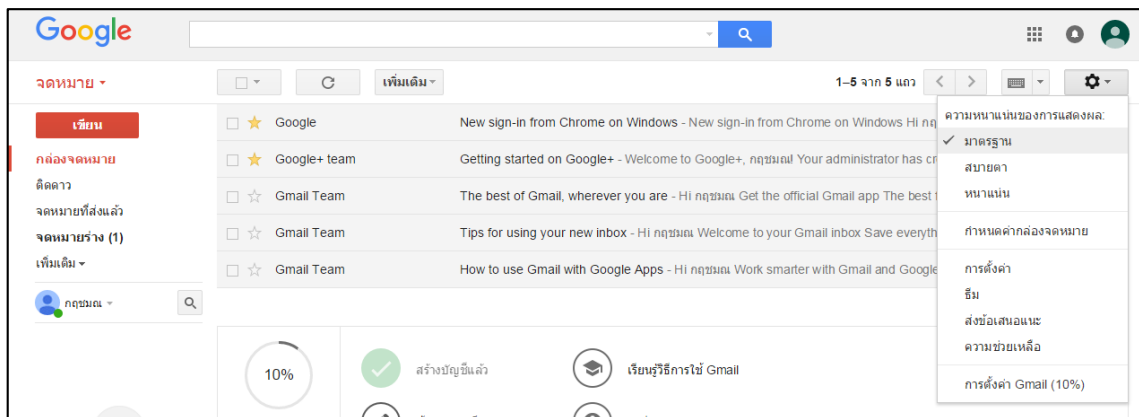 Google
จดหมาย
เพิ่มเติม
1–5 จาก 5 แถว
เขียน
กล่องจดหมาย
ติดดาว
จดหมายที่ส่งแล้ว
จดหมายร่าง (1)
เพิ่มเติม
กฤชมณ
Google New sign-in from Chrome on Windows - New sign-in from Chrome on Windows Hi
Google+ team Getting started on Google+ - Welcome to Google+, กฤชมณ! Your administrator has
Gmail Team The best of Gmail, wherever you are - Hi กฤชมณ Get the official Gmail app The best
Gmail Team Tips for using your new inbox - Hi กฤชมณ Welcome to your Gmail inbox Save
Gmail Team How to use Gmail with Google Apps - Hi กฤชมณ Work smarter with Gmail and Google
ความหนาแน่นของการแสดงผล:
มาตรฐาน
สบายตา
หนาแน่น
กำหนดค่ากล่องจดหมาย
การตั้งค่า
ธีม
ส่งข้อเสนอแนะ
ความช่วยเหลือ
การตั้งค่า Gmail (10%)
10%
สร้างบัญชีแล้ว
เรียนรู้วิธีการใช้ Gmail